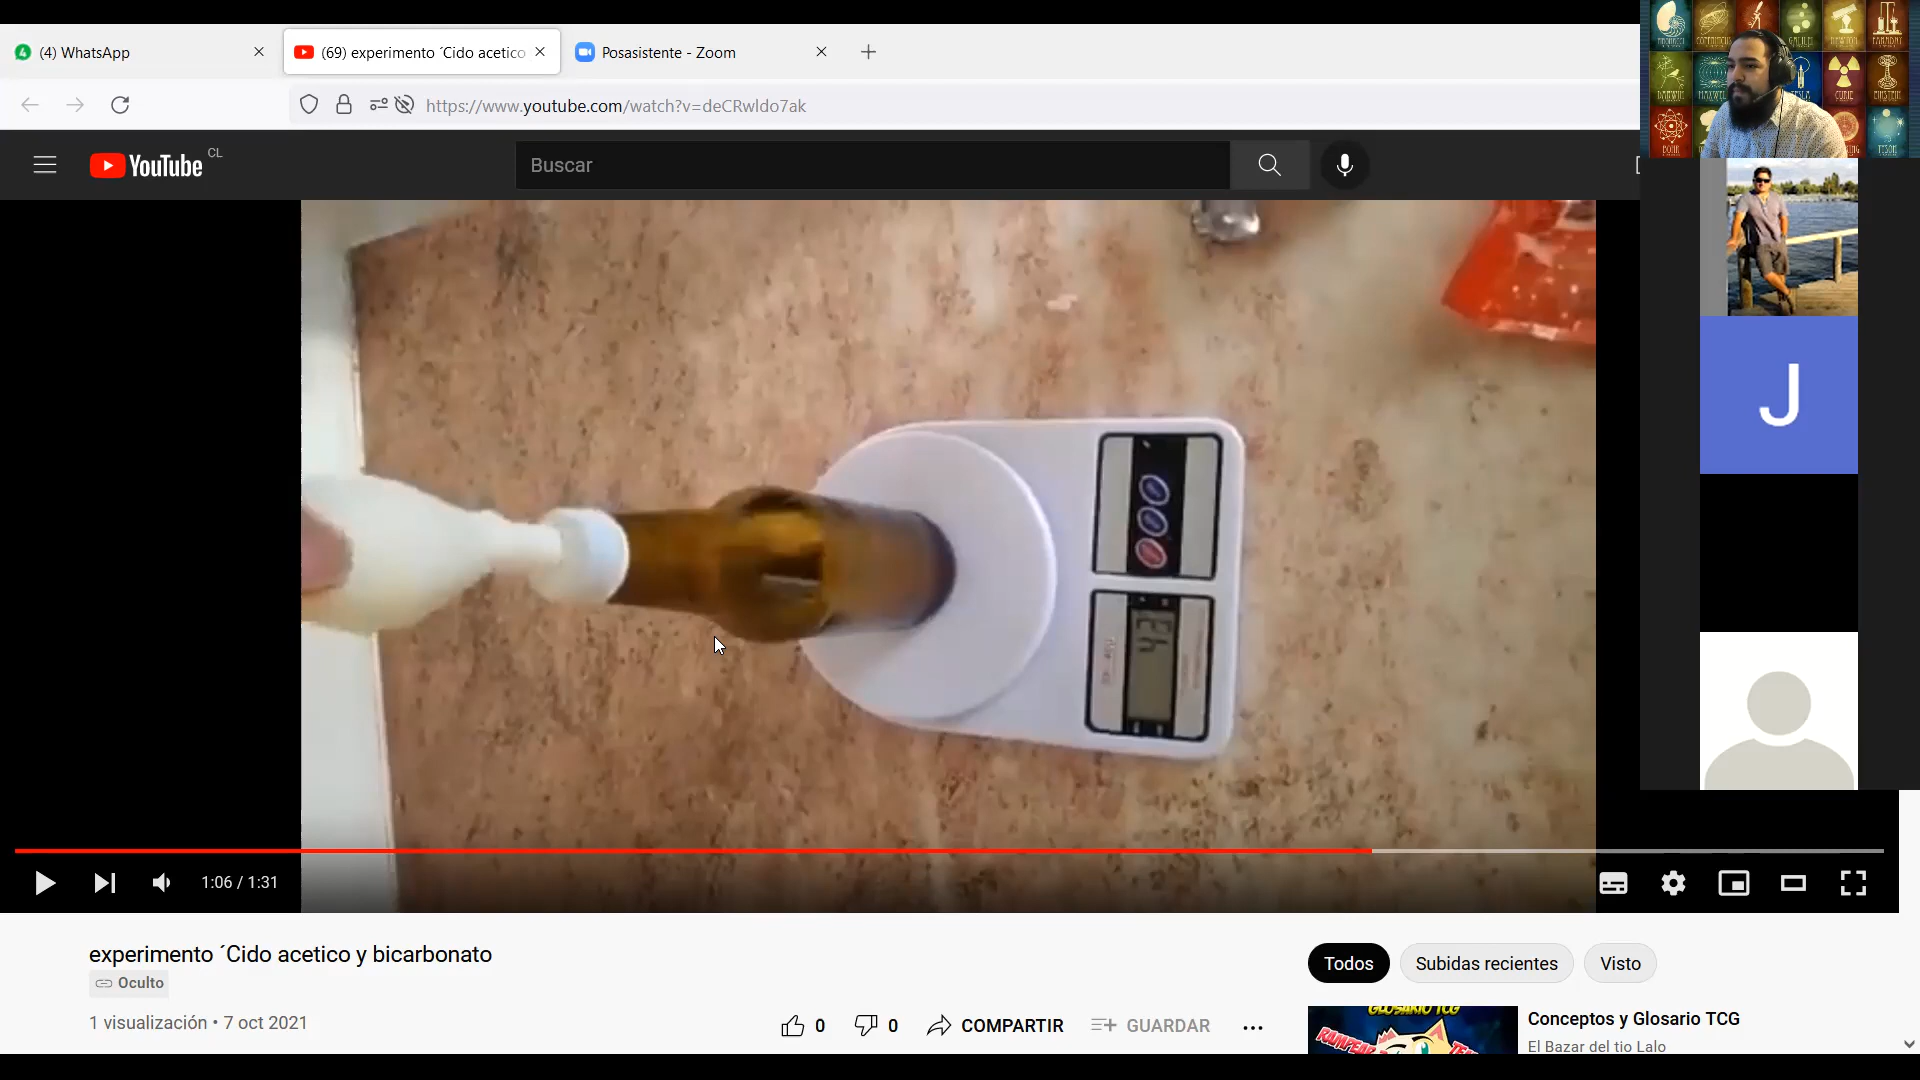 (4) WhatsApp
(69) experimento ´Cido acetico
Posasistente - Zoom
https://www.youtube.com/watch?v=deCRwldo7ak
YouTube CL
Buscar
J
1:06 / 1:31
experimento ´Cido acetico y bicarbonato
Oculto
1 visualización • 7 oct 2021
0
0
COMPARTIR
GUARDAR
Todos
Subidas recientes
Visto
GLOSARIO TCG
Conceptos y Glosario TCG
El Bazar del tio Lalo